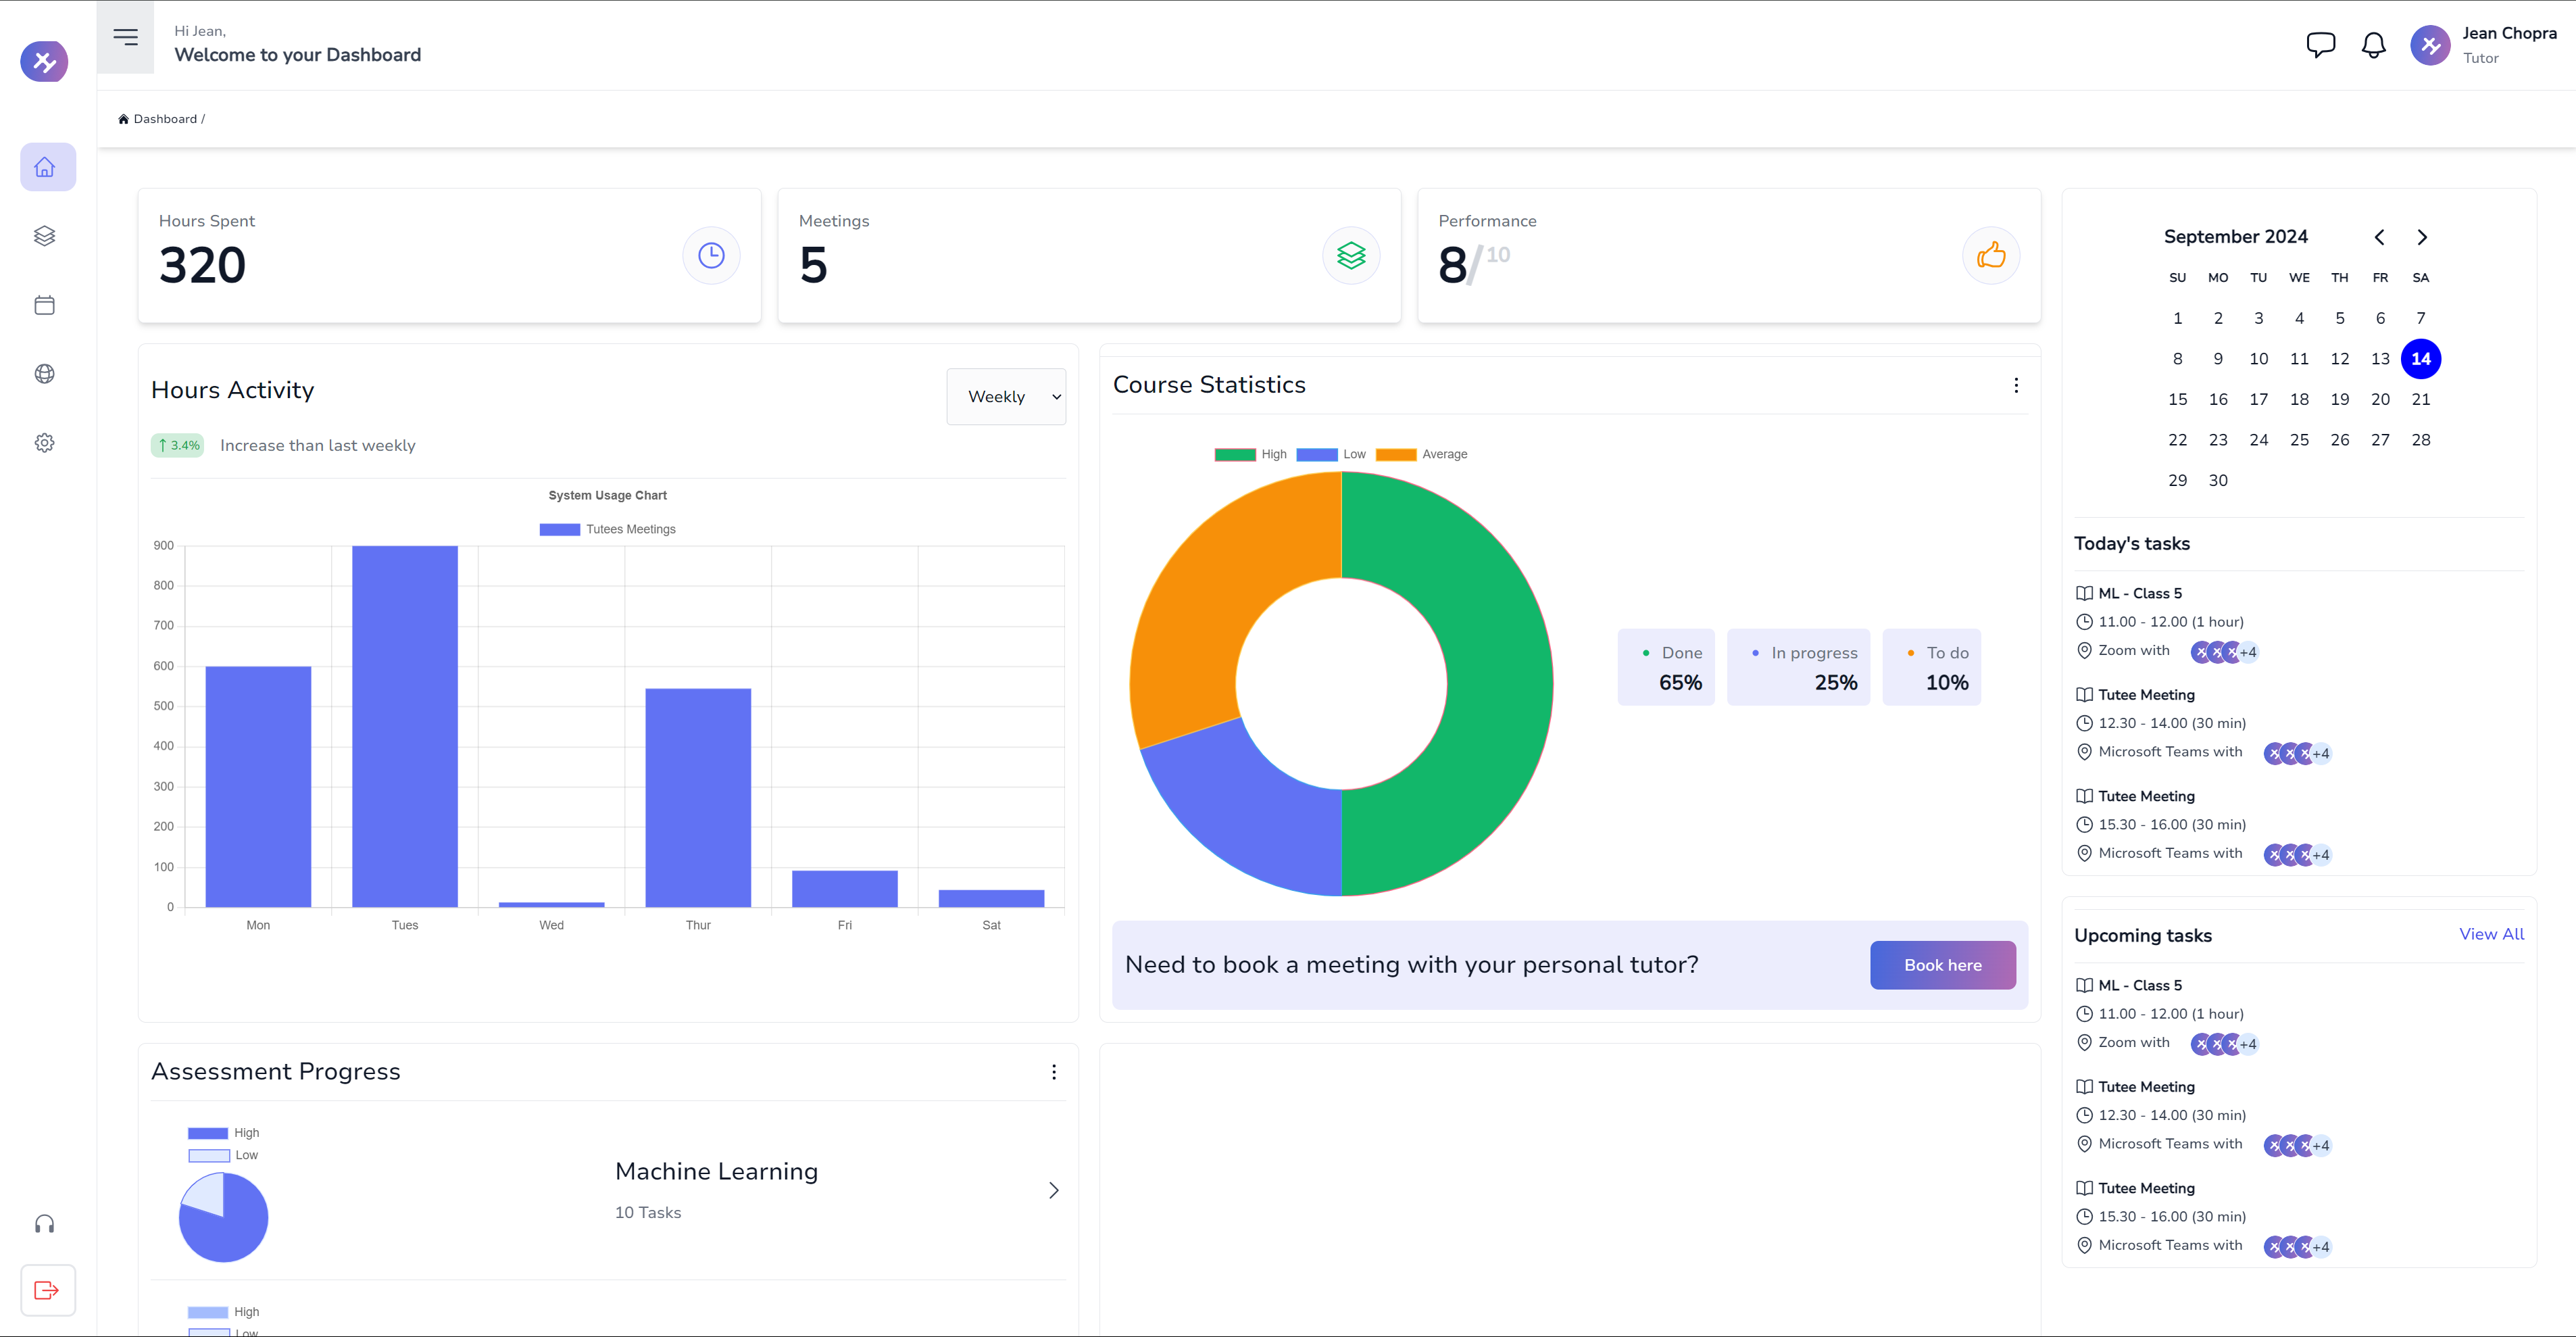 Hi Jean,
Welcome to your Dashboard
Jean Chopra
Tutor
Dashboard /
Hours Spent
320
Meetings
5
Performance
8/10
Hours Activity
Weekly
↑ 3.4% Increase than last weekly
System Usage Chart
Tutees Meetings
900
800
700
600
500
400
300
200
100
0
Mon Tues Wed Thur Fri Sat
Course Statistics
High Low Average
Done
65%
In progress
25%
To do
10%
Need to book a meeting with your personal tutor?
Book here
Assessment Progress
High
Low
Machine Learning
10 Tasks
High
Low
September 2024
SU MO TU WE TH FR SA
1 2 3 4 5 6 7
8 9 10 11 12 13 14
15 16 17 18 19 20 21
22 23 24 25 26 27 28
29 30
Today's tasks
ML - Class 5
11.00 - 12.00 (1 hour)
Zoom with +4
Tutee Meeting
12.30 - 14.00 (30 min)
Microsoft Teams with +4
Tutee Meeting
15.30 - 16.00 (30 min)
Microsoft Teams with +4
Upcoming tasks
View All
ML - Class 5
11.00 - 12.00 (1 hour)
Zoom with +4
Tutee Meeting
12.30 - 14.00 (30 min)
Microsoft Teams with +4
Tutee Meeting
15.30 - 16.00 (30 min)
Microsoft Teams with +4